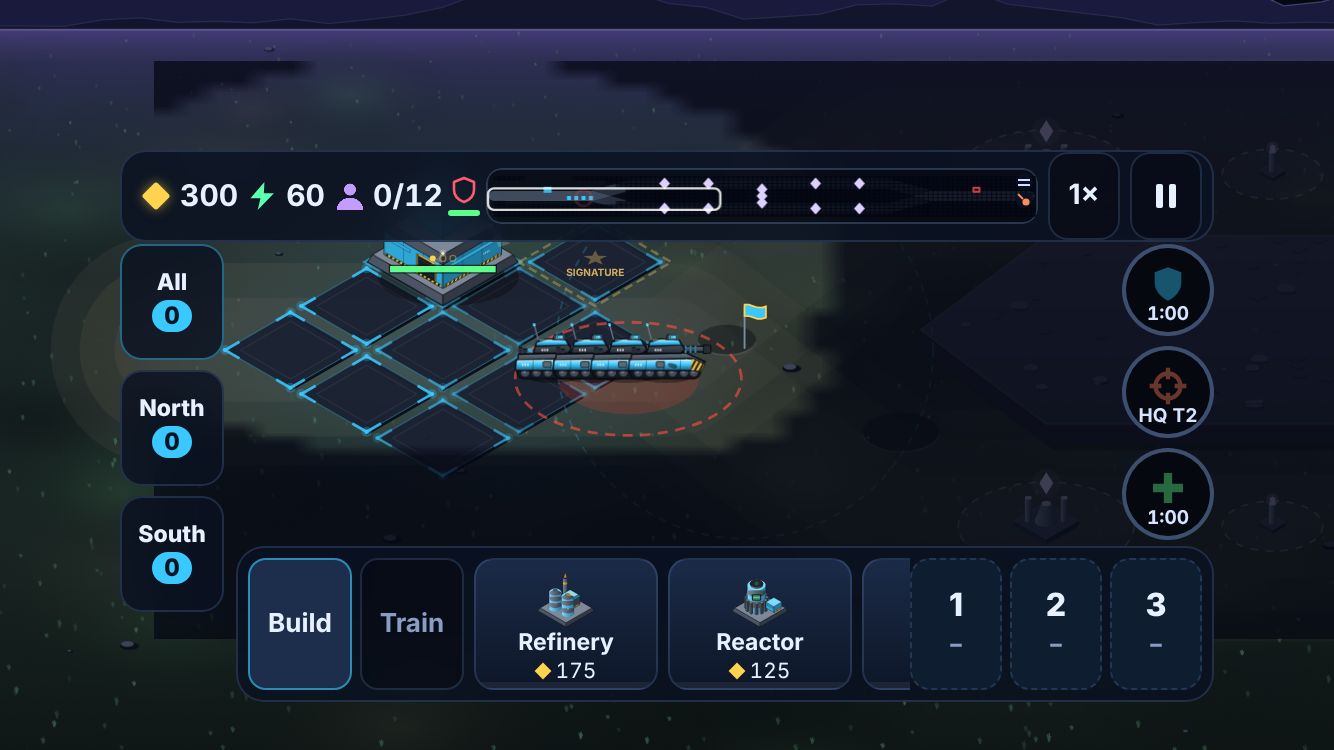 300 60 0/12 1×
All
0
North
0
South
0
SIGNATURE
1:00
HQ T2
1:00
Build
Train
Refinery
175
Reactor
125
1
–
2
–
3
–